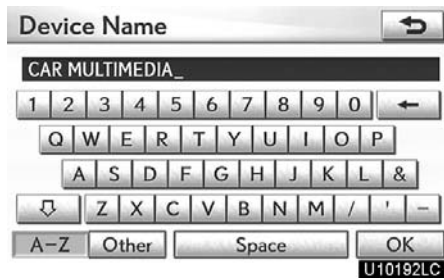 Device Name
CAR MULTIMEDIA_
1 2 3 4 5 6 7 8 9 0 ←
Q W E R T Y U I O P
A S D F G H J K L &
⇩ Z X C V B N M / ' -
A-Z Other Space OK
U10192LC